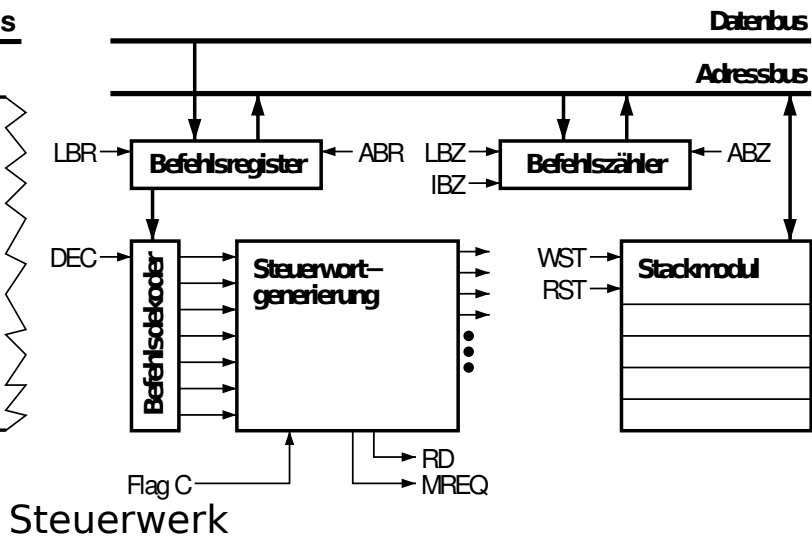 s
Datenbus
Adressbus
LBR
Befehlsregister
ABR
LBZ
IBZ
Befehlszähler
ABZ
DEC
Befehlsdekoder
Steuerwort–
generierung
WST
RST
Stackmodul
Flag C
RD
MREQ
Steuerwerk